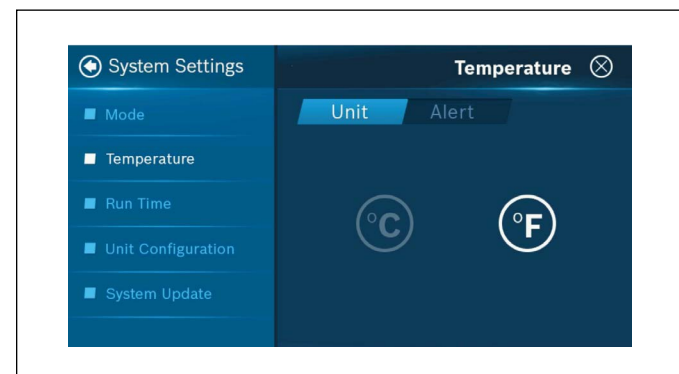 System Settings
Temperature
Mode
Temperature
Run Time
Unit Configuration
System Update
Unit Alert
°C °F